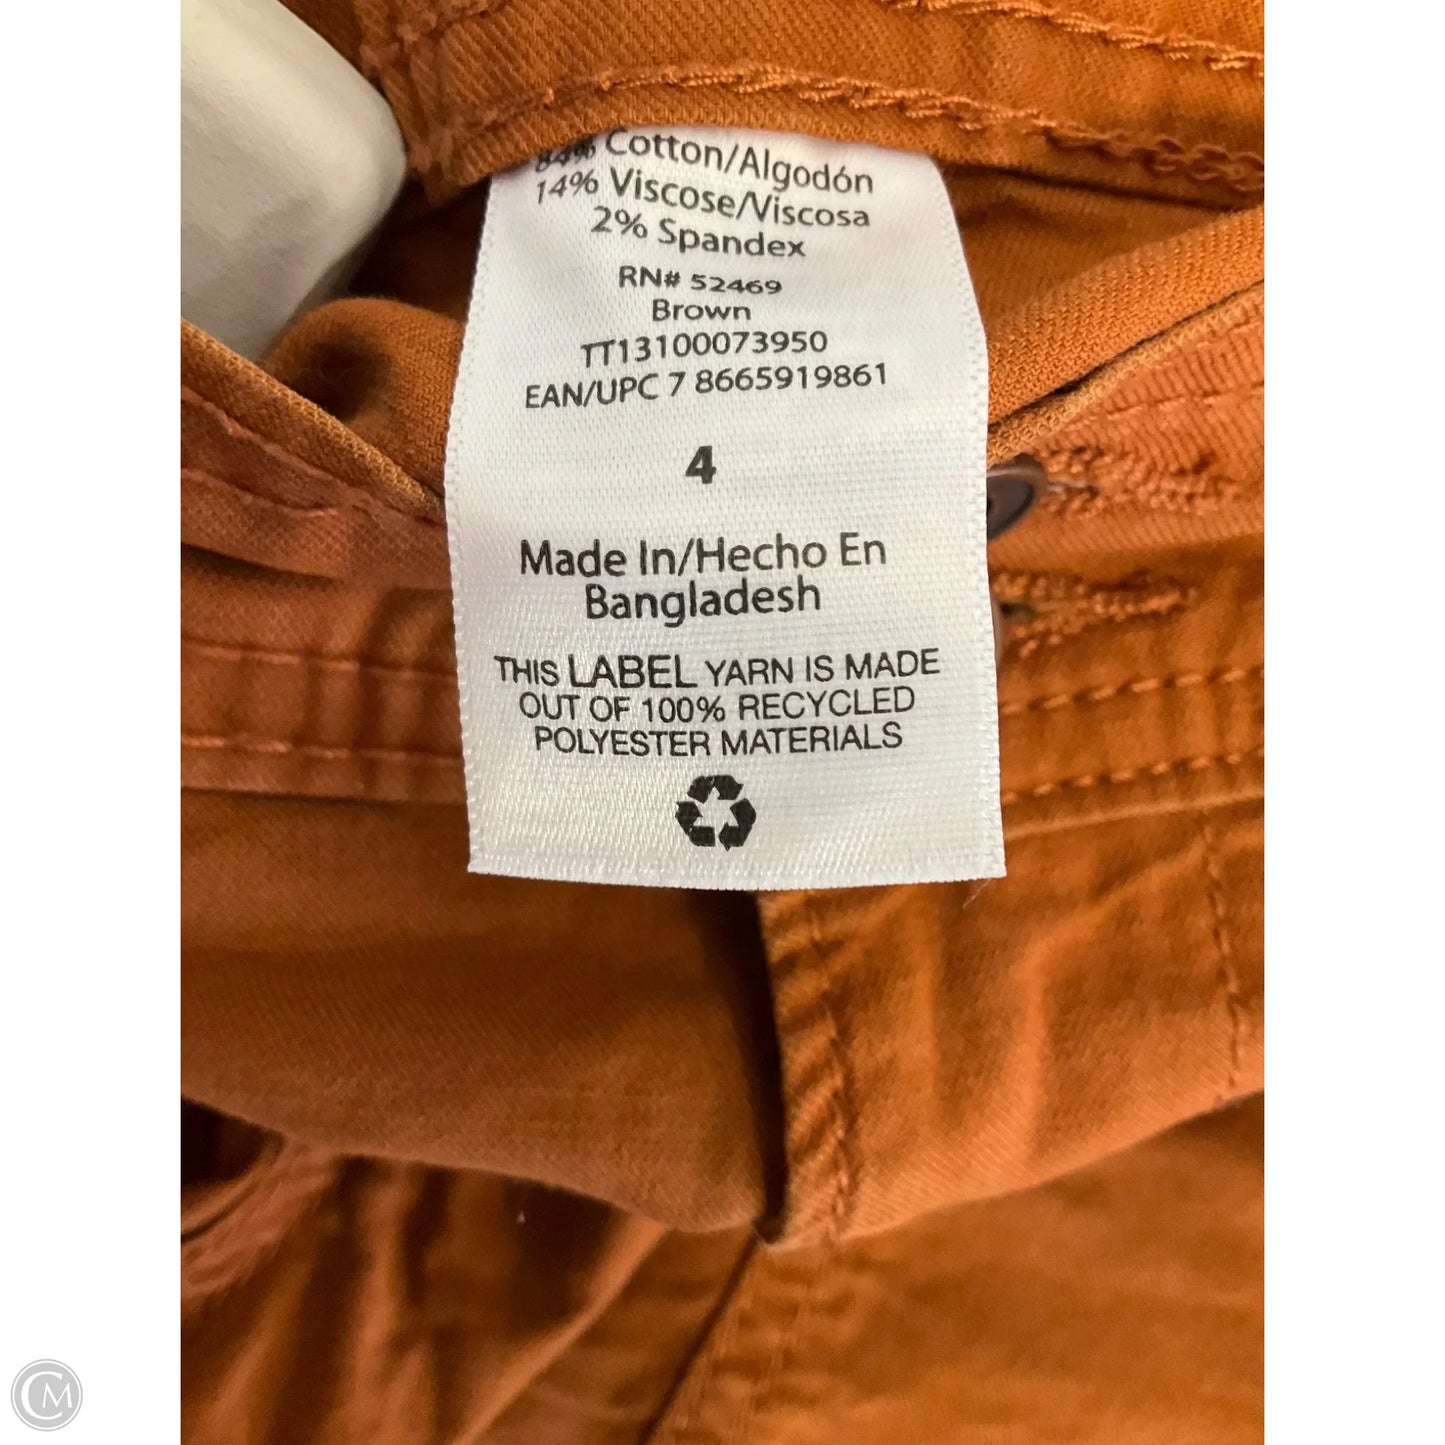 84% Cotton/Algodón
14% Viscose/Viscosa
2% Spandex
RN# 52469
Brown
TT13100073950
EAN/UPC 7 8665919861
4
Made In/Hecho En
Bangladesh
THIS LABEL YARN IS MADE
OUT OF 100% RECYCLED
POLYESTER MATERIALS
CM